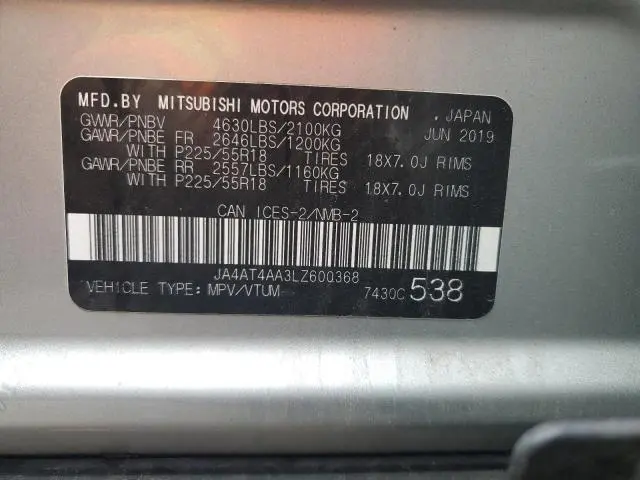 MFD.BY MITSUBISHI MOTORS CORPORATION . JAPAN
GVWR/PNBV 4630LBS/2100KG JUN 2019
GAWR/PNBE FR 2646LBS/1200KG
WITH P225/55R18 TIRES 18X7.0J RIMS
GAWR/PNBE RR 2557LBS/1160KG
WITH P225/55R18 TIRES 18X7.0J RIMS
CAN ICES-2/NMB-2
JA4AT4AA3LZ600368
VEHICLE TYPE: MPV/VTUM 7430C 538